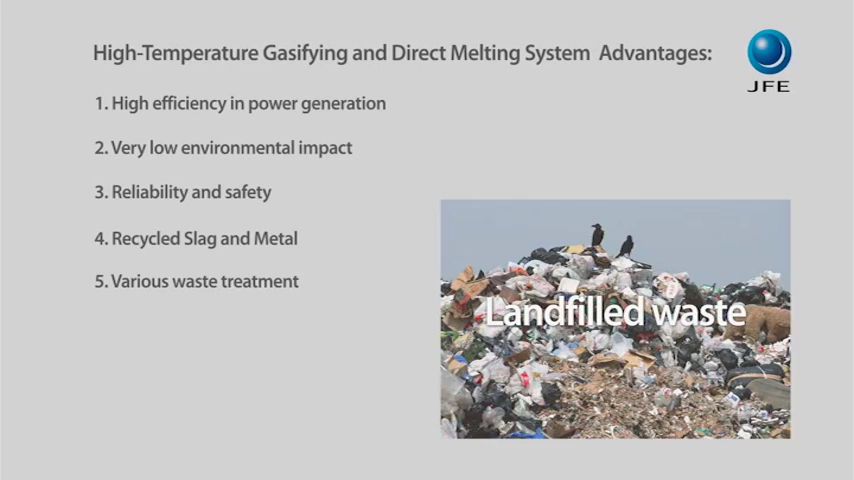 High-Temperature Gasifying and Direct Melting System Advantages:
JFE
1. High efficiency in power generation
2. Very low environmental impact
3. Reliability and safety
4. Recycled Slag and Metal
5. Various waste treatment
Landfilled waste